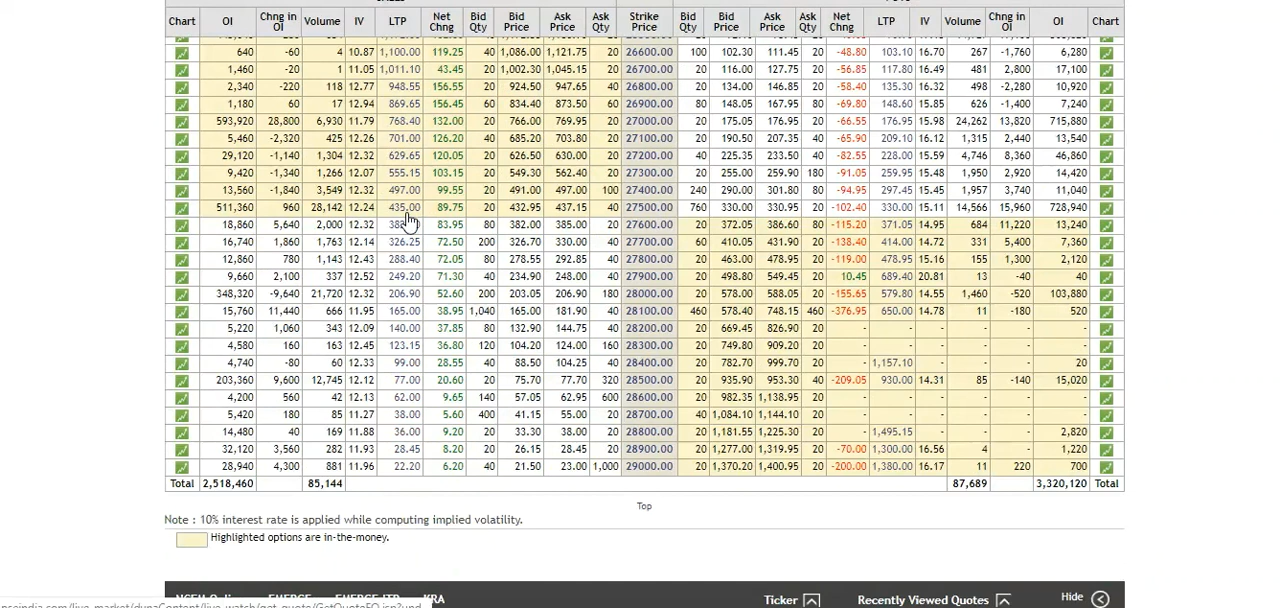 Chart OI Chng in OI Volume IV LTP Net Chng Bid Qty Bid Price Ask Price Ask Qty Strike Price Bid Qty Bid Price Ask Price Ask Qty Net Chng LTP IV Volume Chng in OI OI Chart
640 -60 4 10.87 1,100.00 119.25 40 1,086.00 1,121.75 20 26600.00 100 102.30 111.45 20 -48.80 103.10 16.70 267 -1,760 6,280
1,460 -20 1 11.05 1,011.10 43.45 20 1,002.30 1,045.15 20 26700.00 20 116.00 127.75 20 -56.85 117.80 16.49 481 2,800 17,100
2,340 -220 118 12.77 948.55 156.55 20 924.50 947.65 40 26800.00 20 134.00 146.85 20 -58.40 135.30 16.32 498 -2,280 10,920
1,180 60 17 12.94 869.65 156.45 60 834.40 873.50 60 26900.00 80 148.05 167.95 80 -69.80 148.60 15.85 626 -1,400 7,240
593,920 28,800 6,930 11.79 768.40 132.00 20 766.00 769.95 20 27000.00 20 175.05 176.95 20 -66.55 176.95 15.98 24,262 13,820 715,880
5,460 -2,320 425 12.26 701.00 126.20 40 685.20 703.80 20 27100.00 20 190.50 207.35 40 -65.90 209.10 16.12 1,315 2,440 13,540
29,120 -1,140 1,304 12.32 629.65 120.05 20 626.50 630.00 20 27200.00 40 225.35 233.50 40 -82.55 228.00 15.59 4,746 8,360 46,860
9,420 -1,340 1,266 12.07 555.15 103.15 20 549.30 562.40 20 27300.00 20 255.00 259.90 180 -91.05 259.95 15.48 1,950 2,920 14,420
13,560 -1,840 3,549 12.32 497.00 99.55 20 491.00 497.00 100 27400.00 240 290.00 301.80 80 -94.95 297.45 15.45 1,957 3,740 11,040
511,360 960 28,142 12.24 435.00 89.75 20 432.95 437.15 40 27500.00 760 330.00 330.95 20 -102.40 330.00 15.11 14,566 15,960 728,940
18,860 5,640 2,000 12.32 83.95 80 382.00 385.00 20 27600.00 20 372.05 386.60 80 -115.20 371.05 14.95 684 11,220 13,240
16,740 1,860 1,763 12.14 326.25 72.50 200 326.70 330.00 40 27700.00 60 410.05 431.90 20 -138.40 414.00 14.72 331 5,400 7,360
12,860 780 1,143 12.43 288.40 72.05 80 278.55 292.85 40 27800.00 20 463.00 478.95 20 -119.00 478.95 15.16 155 1,300 2,120
9,660 2,100 337 12.52 249.20 71.30 40 234.90 248.00 40 27900.00 20 498.80 549.45 20 10.45 689.40 20.81 13 -40 40
348,320 -9,640 21,720 12.32 206.90 52.60 200 203.05 206.90 180 28000.00 20 578.00 588.05 20 -155.65 579.80 14.55 1,460 -520 103,880
15,760 11,440 666 11.95 165.00 38.95 1,040 165.00 181.90 40 28100.00 460 578.40 748.15 460 -376.95 650.00 14.78 11 -180 520
5,220 1,060 343 12.09 140.00 37.85 80 132.90 144.75 40 28200.00 20 669.45 826.90 20 - - - - - -
4,580 160 163 12.45 123.15 36.80 120 104.20 124.00 160 28300.00 20 749.80 909.20 20 - - - - - -
4,740 -80 60 12.33 99.00 28.55 40 88.50 104.25 40 28400.00 20 782.70 999.70 20 - 1,157.10 - - - 20
203,360 9,600 12,745 12.12 77.00 20.60 20 75.70 77.70 320 28500.00 20 935.90 953.30 40 -209.05 930.00 14.31 85 -140 15,020
4,200 560 42 12.13 62.00 9.65 140 57.05 62.95 600 28600.00 20 982.35 1,138.95 20 - - - - - -
5,420 180 85 11.27 38.00 5.60 400 41.15 55.00 20 28700.00 40 1,084.10 1,144.10 20 - - - - - -
14,480 40 169 11.88 36.00 9.20 20 33.30 38.00 20 28800.00 20 1,181.55 1,225.30 20 - 1,495.15 - - - 2,820
32,120 3,560 282 11.93 28.45 8.20 20 26.15 28.45 20 28900.00 20 1,277.00 1,319.95 20 -70.00 1,300.00 16.56 4 - 1,220
28,940 4,300 881 11.96 22.20 6.20 40 21.50 23.00 1,000 29000.00 20 1,370.20 1,400.95 20 -200.00 1,380.00 16.17 11 220 700
Total 2,518,460 85,144 87,689 3,320,120 Total
Top
Note : 10% interest rate is applied while computing implied volatility.
Highlighted options are in-the-money.
Ticker Recently Viewed Quotes Hide